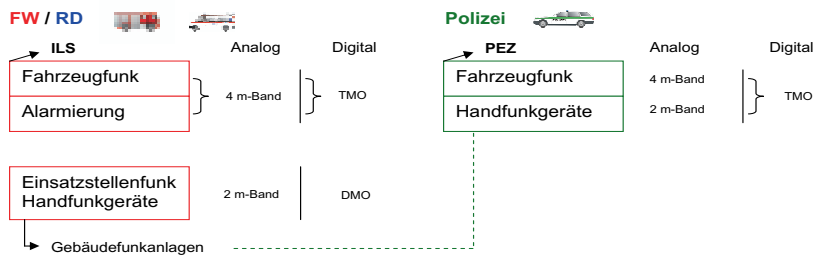 FW / RD
ILS Analog Digital
Fahrzeugfunk
Alarmierung
4 m-Band TMO
Einsatzstellenfunk
Handfunkgeräte
2 m-Band DMO
Gebäudefunkanlagen
Polizei
PEZ Analog Digital
Fahrzeugfunk
Handfunkgeräte
4 m-Band
2 m-Band
TMO